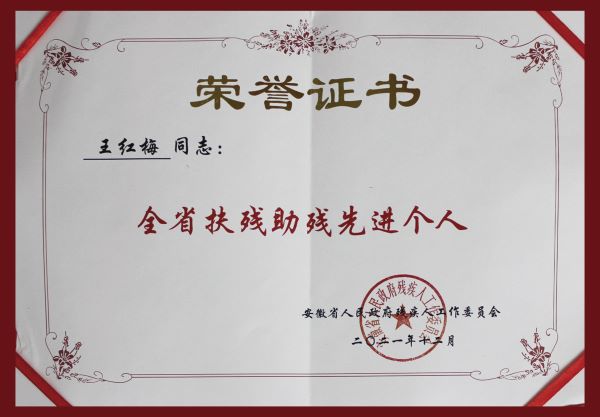 荣誉证书
王红梅 同志：
全省扶残助残先进个人
安徽省人民政府残疾人工作委员会
二〇二一年十二月
安徽省人民政府残疾人工作委员会